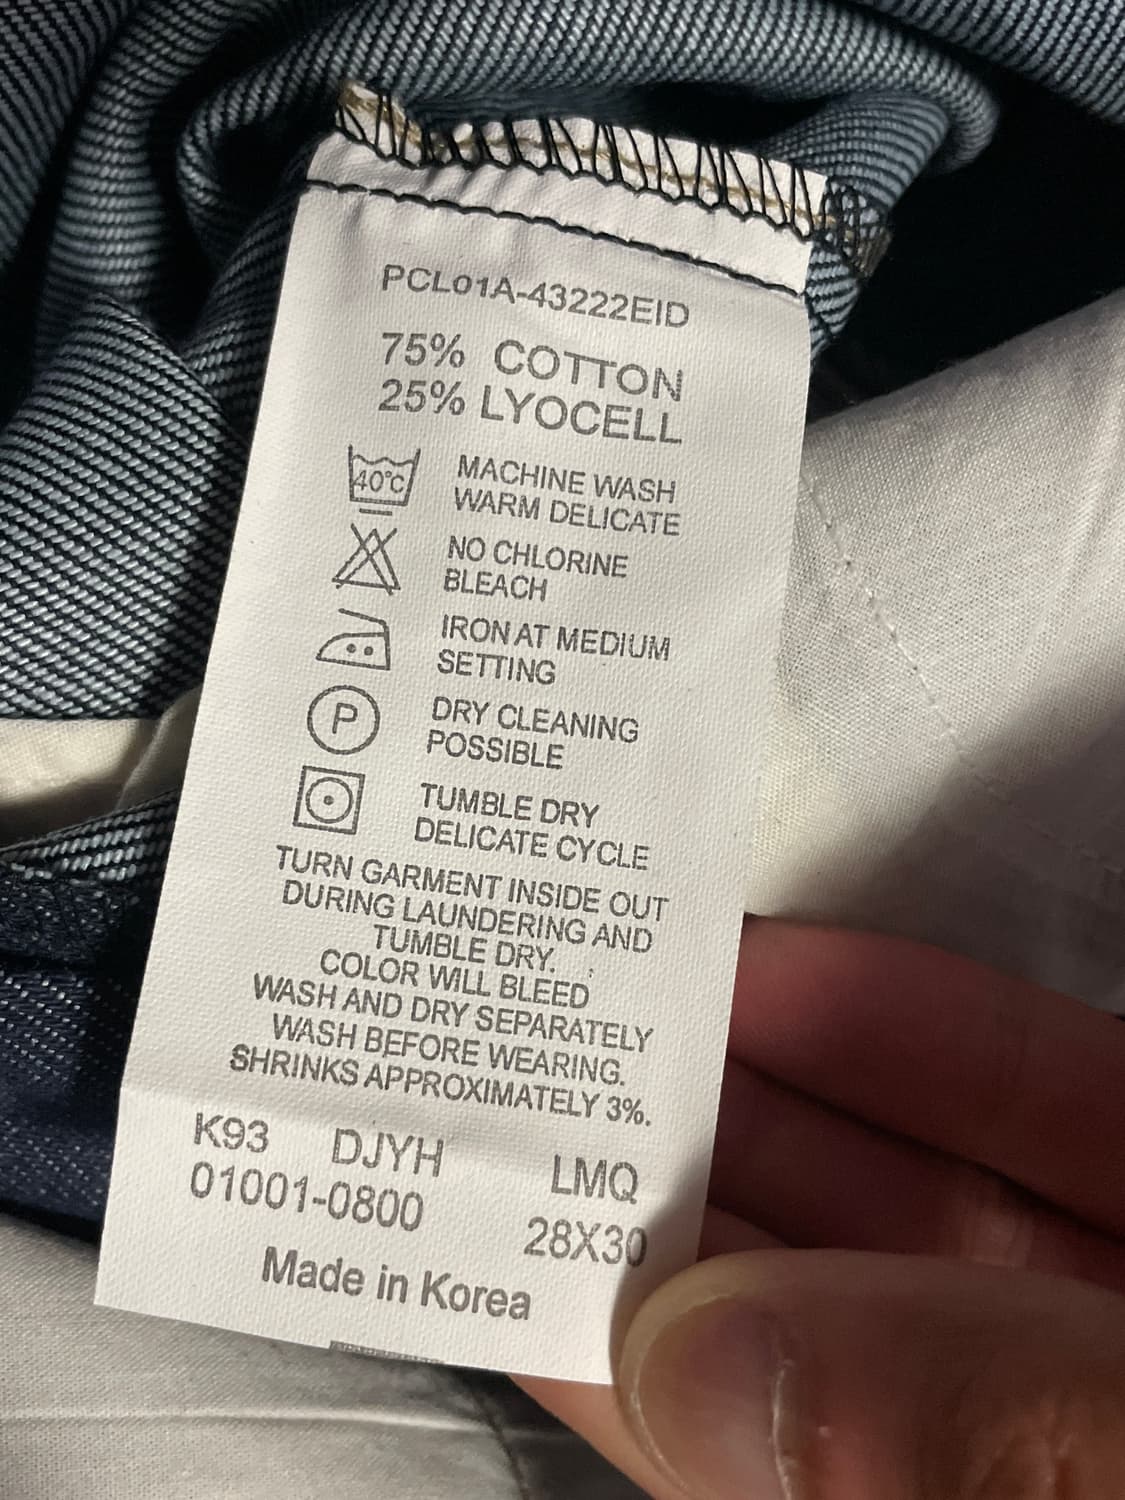 PCL01A-43222EID
75% COTTON
25% LYOCELL
40°C MACHINE WASH
WARM DELICATE
NO CHLORINE
BLEACH
IRON AT MEDIUM
SETTING
P DRY CLEANING
POSSIBLE
TUMBLE DRY
DELICATE CYCLE
TURN GARMENT INSIDE OUT
DURING LAUNDERING AND
TUMBLE DRY.
COLOR WILL BLEED
WASH AND DRY SEPARATELY
WASH BEFORE WEARING.
SHRINKS APPROXIMATELY 3%.
K93 DJYH LMQ
01001-0800 28X30
Made in Korea